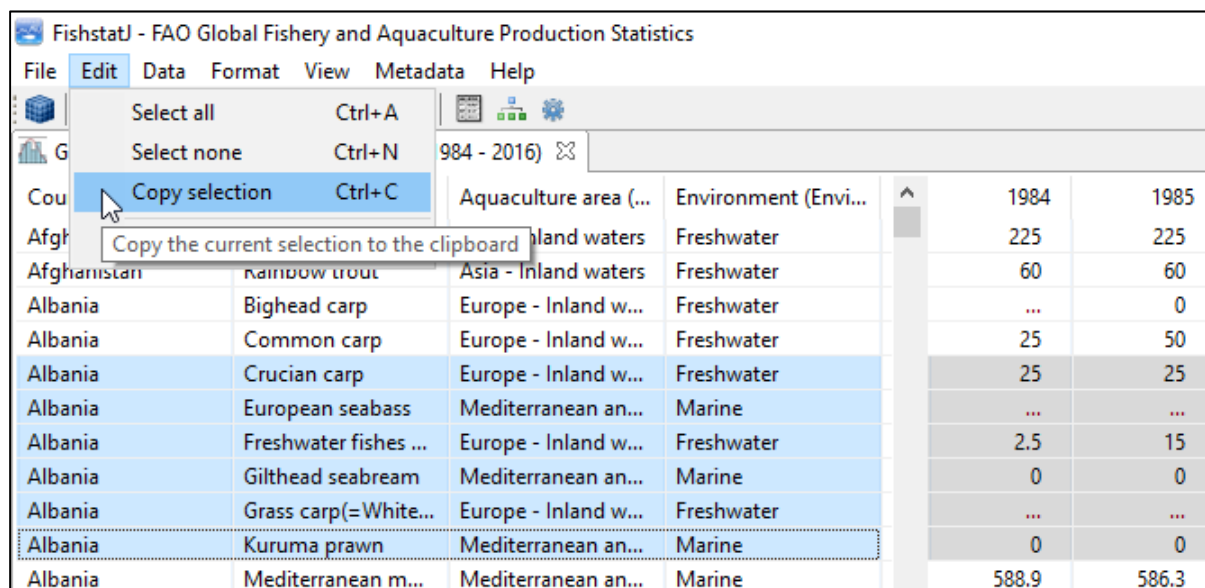 FishstatJ - FAO Global Fishery and Aquaculture Production Statistics
File Edit Data Format View Metadata Help
Select all Ctrl+A
G Select none Ctrl+N 984 - 2016)
Cou Copy selection Ctrl+C Aquaculture area (... Environment (Envi... 1984 1985
Afgh Copy the current selection to the clipboard nland waters Freshwater 225 225
Afghanistan Rainbow trout Asia - Inland waters Freshwater 60 60
Albania Bighead carp Europe - Inland w... Freshwater ... 0
Albania Common carp Europe - Inland w... Freshwater 25 50
Albania Crucian carp Europe - Inland w... Freshwater 25 25
Albania European seabass Mediterranean an... Marine ... ...
Albania Freshwater fishes ... Europe - Inland w... Freshwater 2.5 15
Albania Gilthead seabream Mediterranean an... Marine 0 0
Albania Grass carp(=White... Europe - Inland w... Freshwater ... ...
Albania Kuruma prawn Mediterranean an... Marine 0 0
Albania Mediterranean m... Mediterranean an... Marine 588.9 586.3